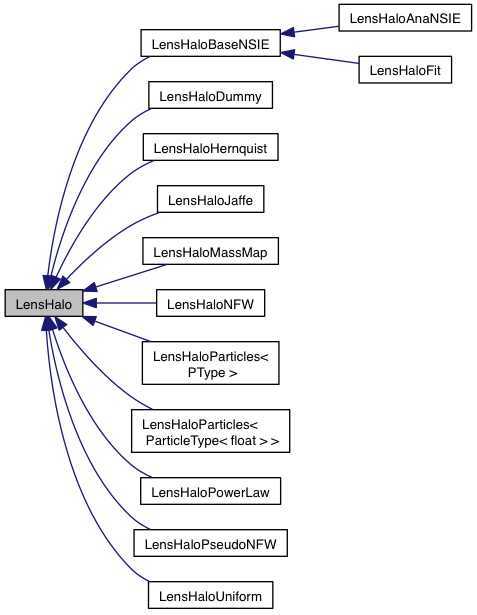 LensHaloAnaNSIE
LensHaloBaseNSIE
LensHaloFit
LensHaloDummy
LensHaloHernquist
LensHaloJaffe
LensHaloMassMap
LensHalo
LensHaloNFW
LensHaloParticles<
PType >
LensHaloParticles<
ParticleType< float > >
LensHaloPowerLaw
LensHaloPseudoNFW
LensHaloUniform